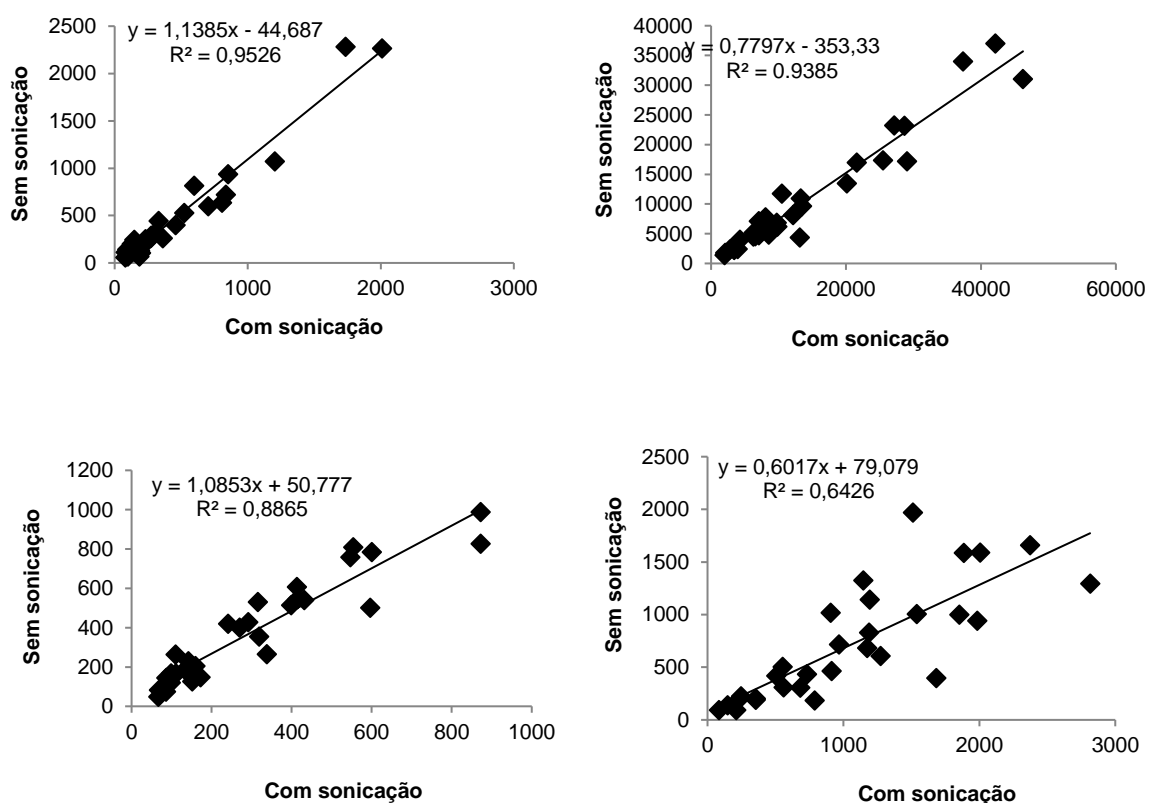 y = 1,1385x - 44,687
R² = 0,9526
2500
2000
1500
1000
500
0
Sem sonicação
0 1000 2000 3000
Com sonicação
y = 0,7797x - 353,33
R² = 0.9385
40000
35000
30000
25000
20000
15000
10000
5000
0
Sem sonicação
0 20000 40000 60000
Com sonicação
y = 1,0853x + 50,777
R² = 0,8865
1200
1000
800
600
400
200
0
Sem sonicação
0 200 400 600 800 1000
Com sonicação
y = 0,6017x + 79,079
R² = 0,6426
2500
2000
1500
1000
500
0
Sem sonicação
0 1000 2000 3000
Com sonicação